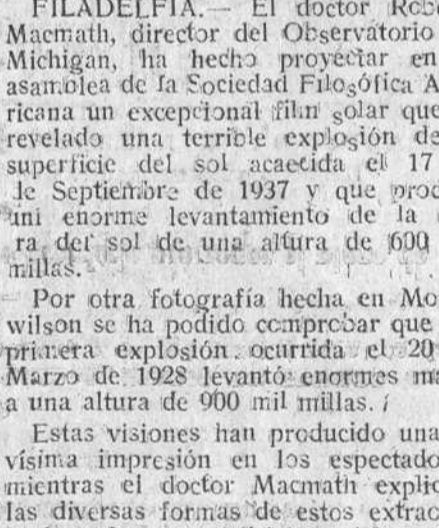 FILADELFIA.— El doctor Robe
Macmath, director del Observatorio
Michigan, ha hecho proyectar en
asamblea de la Sociedad Filosófica A
ricana un excepcional film solar que
revelado una terrible explosión de
superficie del sol acaecida el 17
de Septiembre de 1937 y que prod
uni enorme levantamiento de la
ra del sol de una altura de 600
millas.
Por otra fotografía hecha en Mo
wilson se ha podido comprobar que
primera explosión ocurrida el 20
Marzo de 1928 levantó enormes ma
a una altura de 900 mil millas.
Estas visiones han producido una
vísima impresión en los espectado
mientras el doctor Macmath explic
las diversas formas de estos extrac